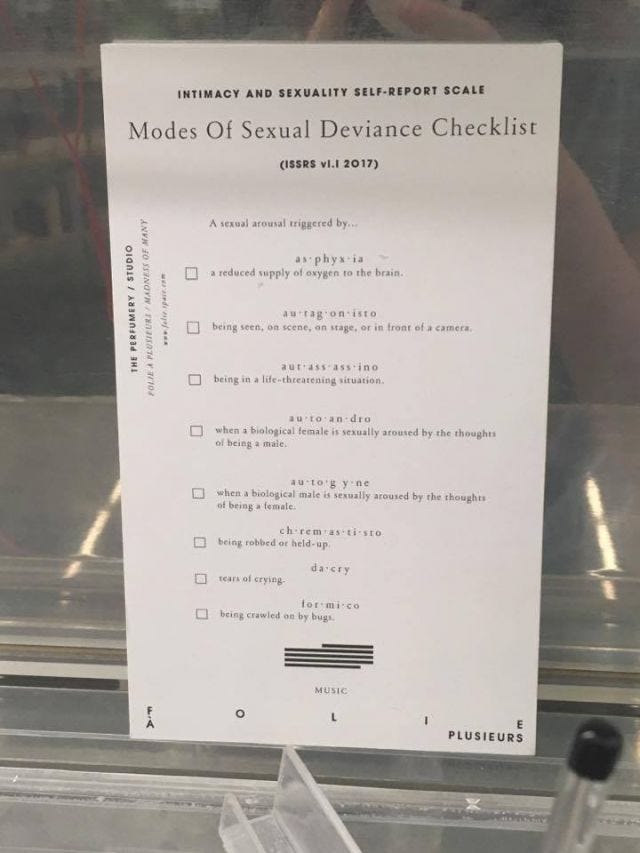 INTIMACY AND SEXUALITY SELF-REPORT SCALE
Modes Of Sexual Deviance Checklist
(ISSRS v1.1 2017)
A sexual arousal triggered by...
as·phyx·ia
a reduced supply of oxygen to the brain.
au·tag·on·isto
being seen, on scene, on stage, or in front of a camera.
aut·ass·ass·ino
being in a life-threatening situation.
au·to·an·dro
when a biological female is sexually aroused by the thoughts
of being a male.
au·to·g y·ne
when a biological male is sexually aroused by the thoughts
of being a female.
ch·rem·as·ti·sto
being robbed or held-up.
da·cry
tears of crying.
for·mi·co
being crawled on by bugs.
THE PERFUMERY / STUDIO
FOLIE À PLUSIEURS / MADNESS OF MANY
www.folie-space.com
MUSIC
F O L I E
À PLUSIEURS